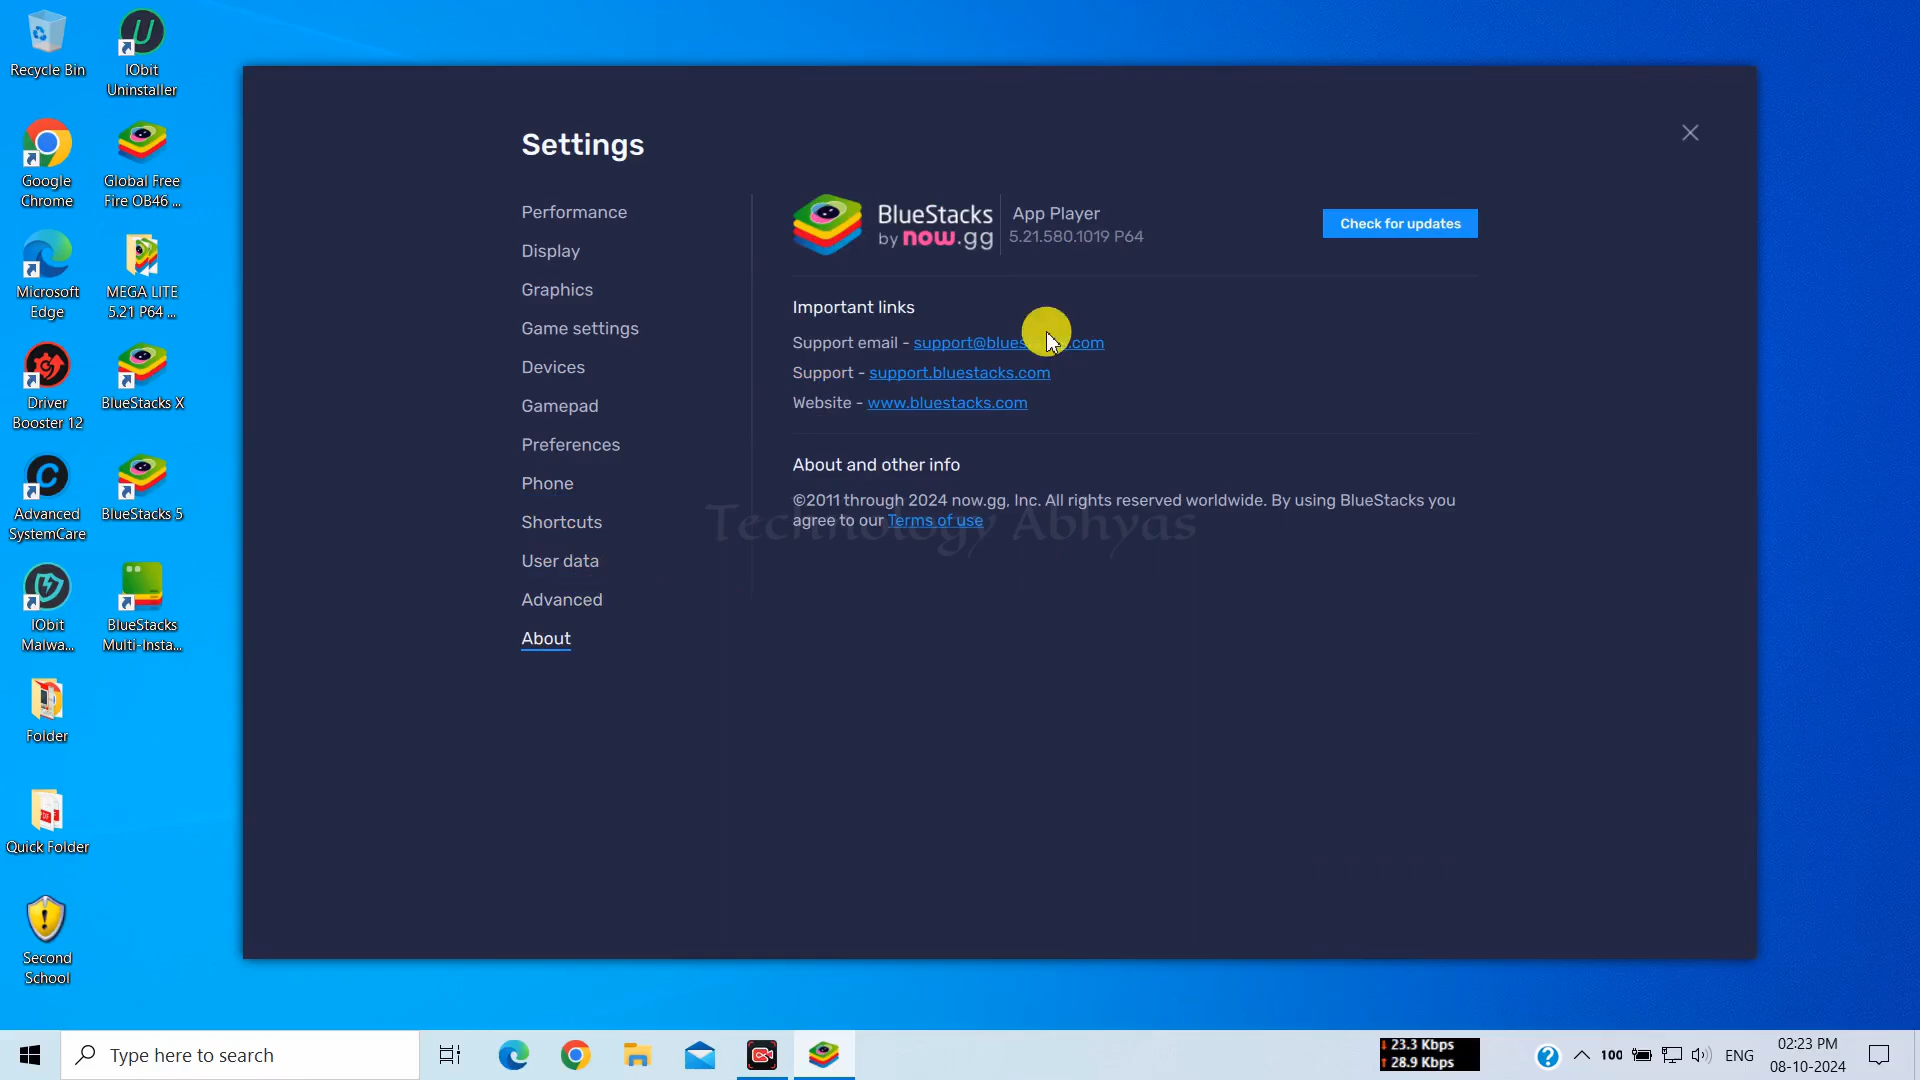 Recycle Bin
IObit
Uninstaller
Google
Chrome
Global Free
Fire OB46 ...
Microsoft
Edge
MEGA LITE
5.21 P64 ...
Driver
Booster 12
BlueStacks X
Advanced
SystemCare
BlueStacks 5
IObit
Malwa...
BlueStacks
Multi-Insta...
Folder
Quick Folder
Second
School
Settings
Performance
Display
Graphics
Game settings
Devices
Gamepad
Preferences
Phone
Shortcuts
User data
Advanced
About
BlueStacks
by now.gg
App Player
5.21.580.1019 P64
Check for updates
Important links
Support email - support@blues .com
Support - support.bluestacks.com
Website - www.bluestacks.com
About and other info
©2011 through 2024 now.gg, Inc. All rights reserved worldwide. By using BlueStacks you
agree to our Terms of use
Technology Abhyas
Type here to search
23.3 Kbps
28.9 Kbps
100
ENG
02:23 PM
08-10-2024